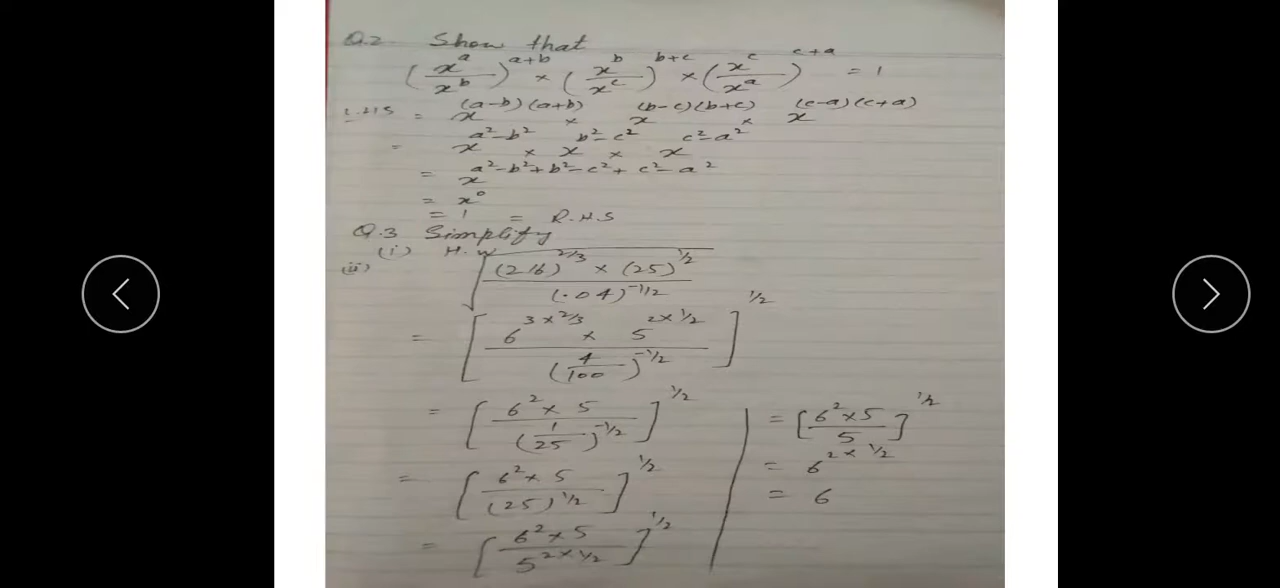 Q.2 Show that
(x^a/x^b)^(a+b) × (x^b/x^c)^(b+c) × (x^c/x^a)^(c+a) = 1
L.H.S = x^((a-b)(a+b)) × x^((b-c)(b+c)) × x^((c-a)(c+a))
= x^(a²-b²) × x^(b²-c²) × x^(c²-a²)
= x^(a²-b²+b²-c²+c²-a²)
= x⁰
= 1 = R.H.S
Q.3 Simplify
(i) H.W
(ii) √((216)^(2/3) × (25)^(1/2) / (.04)^(-1/2))
= [6^(3×2/3) × 5^(2×1/2) / (4/100)^(-1/2)]^(1/2)
= [6² × 5 / (1/25)^(-1/2)]^(1/2)
= [6² × 5 / (25)^(1/2)]^(1/2)
= [6² × 5 / 5^(2×1/2)]^(1/2)
= [6² × 5 / 5]^(1/2)
= 6^(2×1/2)
= 6